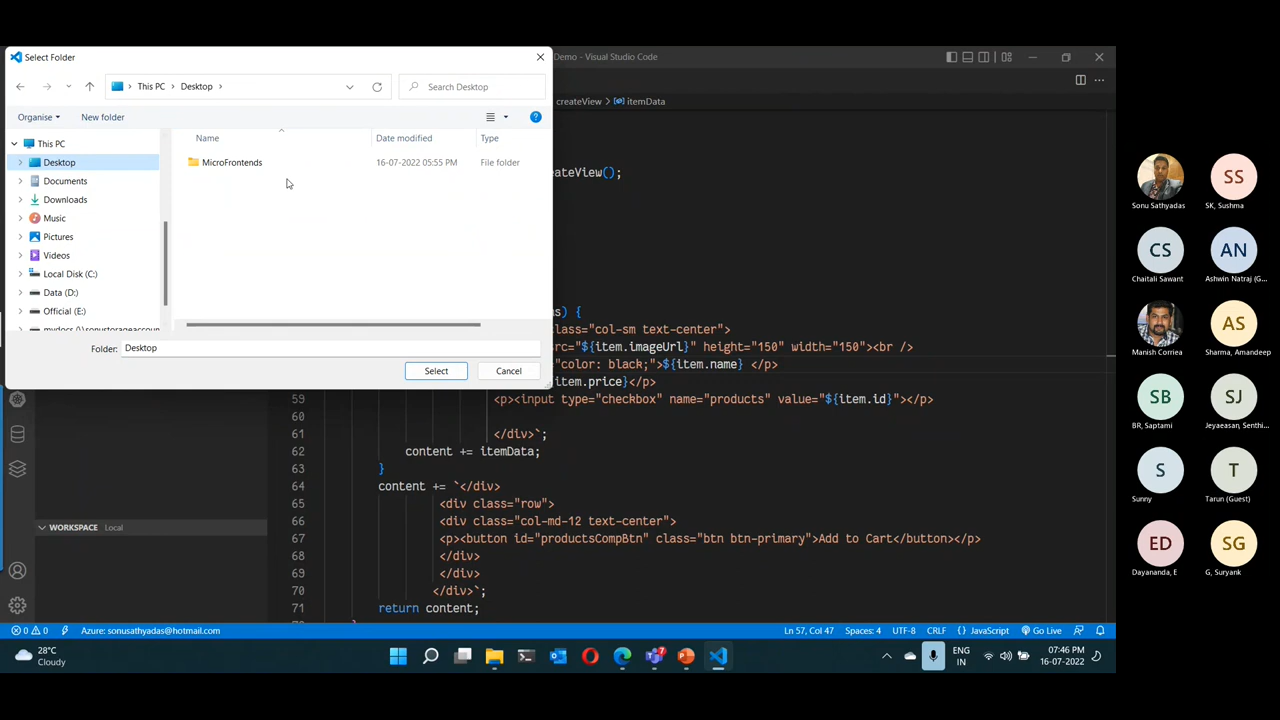 Select Folder
Demo - Visual Studio Code
This PC
Desktop
Search Desktop
createView
itemData
Organise
New folder
This PC
Desktop
Documents
Downloads
Music
Pictures
Videos
Local Disk (C:)
Data (D:)
Official (E:)
Name
Date modified
Type
MicroFrontends
16-07-2022 05:55 PM
File folder
Folder:
Desktop
Select
Cancel
eateView();
s) {
class="col-sm text-center">
src="${item.imageUrl}" height="150" width="150"><br />
"color: black;">${item.name} </p>
item.price}</p>
59 <p><input type="checkbox" name="products" value="${item.id}"></p>
60
61 </div>`;
62 content += itemData;
63 }
64 content += `</div>
65 <div class="row">
66 <div class="col-md-12 text-center">
67 <p><button id="productsCompBtn" class="btn btn-primary">Add to Cart</button></p>
68 </div>
69 </div>
70 </div>`;
71 return content;
WORKSPACE Local
0 0
Azure: sonusathyadas@hotmail.com
Ln 57, Col 47
Spaces: 4
UTF-8
CRLF
{} JavaScript
Go Live
28°C
Cloudy
7
ENG
IN
07:46 PM
16-07-2022
Sonu Sathyadas
SS
SK, Sushma
CS
Chaitali Sawant
AN
Ashwin Natraj (G...
Manish Corriea
AS
Sharma, Amandeep
SB
BR, Saptami
SJ
Jeyaeasan, Senthi...
S
Sunny
T
Tarun (Guest)
ED
Dayananda, E
SG
G, Suryank